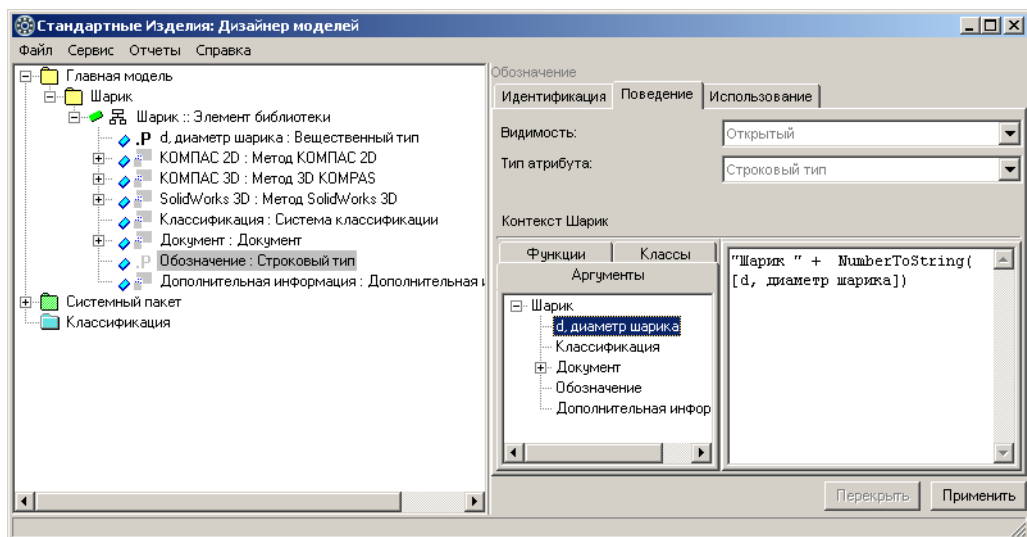 Стандартные Изделия: Дизайнер моделей
Файл Сервис Отчеты Справка
Главная модель
Шарик
Шарик :: Элемент библиотеки
.P d, диаметр шарика : Вещественный тип
КОМПАС 2D : Метод КОМПАС 2D
КОМПАС 3D : Метод 3D KOMPAS
SolidWorks 3D : Метод SolidWorks 3D
Классификация : Система классификации
Документ : Документ
.P Обозначение : Строковый тип
Дополнительная информация : Дополнительная и
Системный пакет
Классификация
Обозначение
Идентификация Поведение Использование
Видимость: Открытый
Тип атрибута: Строковый тип
Контекст Шарик
Функции Классы
Аргументы
Шарик
d, диаметр шарика
Классификация
Документ
Обозначение
Дополнительная инфор
"Шарик " + NumberToString(
[d, диаметр шарика])
Перекрыть Применить